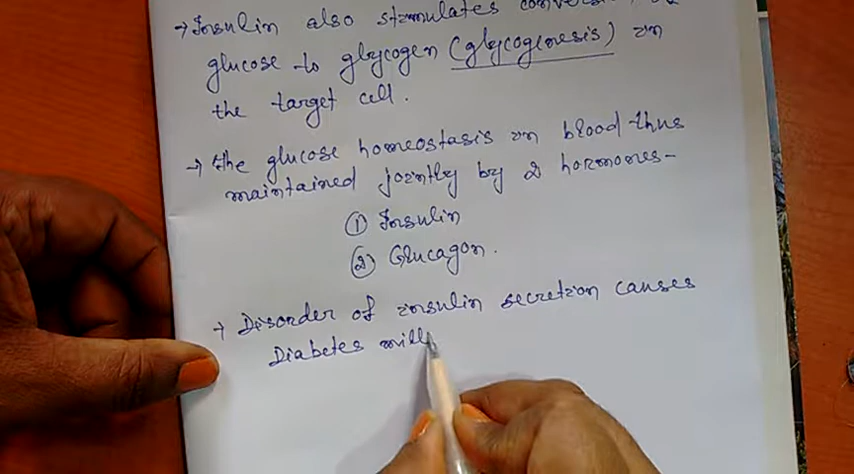 → Insulin also stimulates
glucose to glycogen (glycogenesis) in
the target cell.
→ the glucose homeostasis in blood thus
maintained jointly by 2 hormones-
① Insulin
② Glucagon.
→ Disorder of insulin secretion causes
Diabetes mill